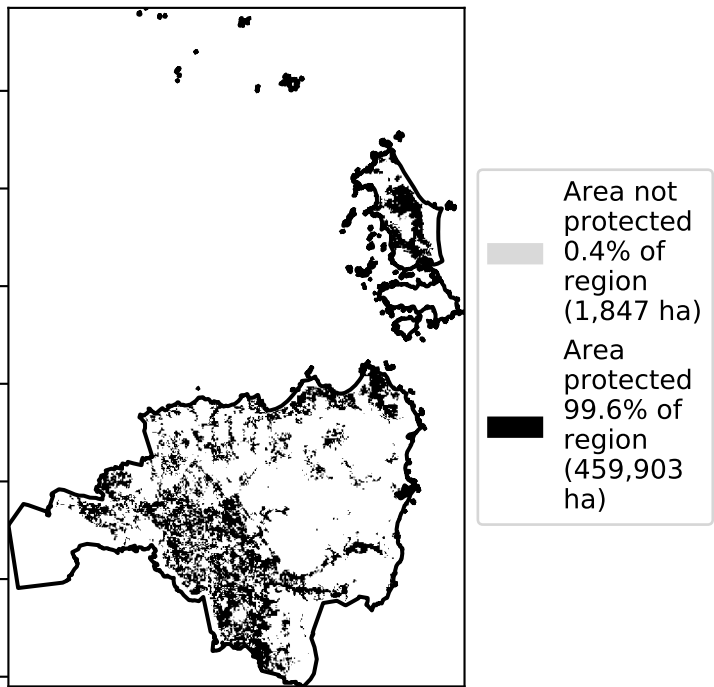 Area not
protected
0.4% of
region
(1,847 ha)
Area
protected
99.6% of
region
(459,903
ha)